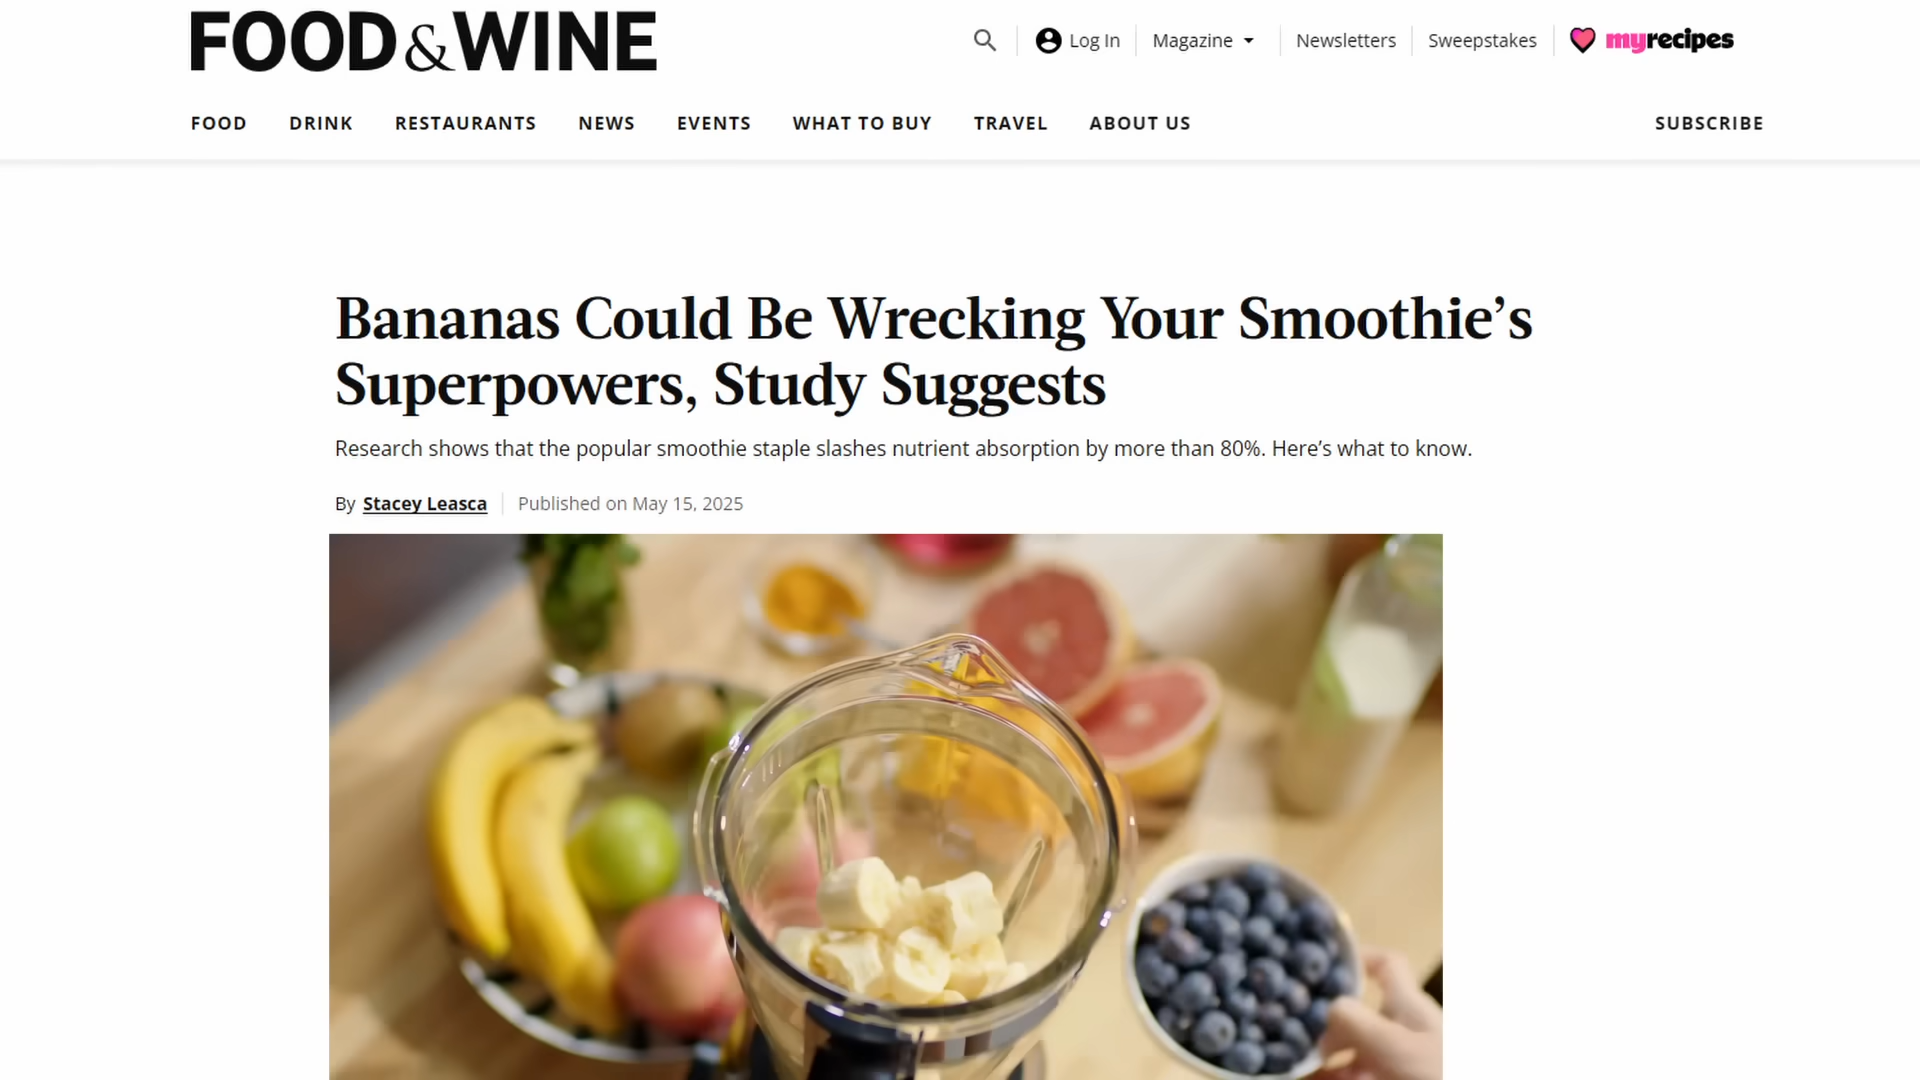 FOOD & WINE
Log In
Magazine
Newsletters
Sweepstakes
myrecipes
FOOD
DRINK
RESTAURANTS
NEWS
EVENTS
WHAT TO BUY
TRAVEL
ABOUT US
SUBSCRIBE
Bananas Could Be Wrecking Your Smoothie’s
Superpowers, Study Suggests
Research shows that the popular smoothie staple slashes nutrient absorption by more than 80%. Here’s what to know.
By Stacey Leasca
Published on May 15, 2025